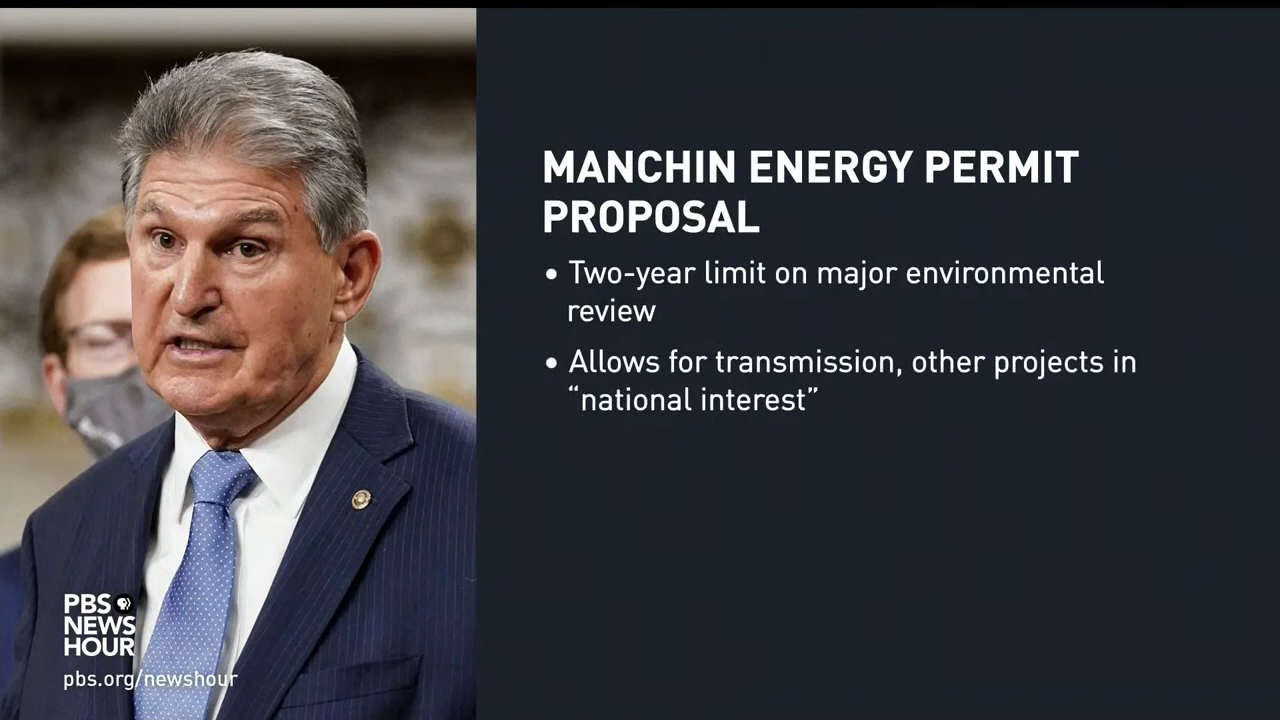 MANCHIN ENERGY PERMIT
PROPOSAL
• Two-year limit on major environmental
review
• Allows for transmission, other projects in
“national interest”
PBS
NEWS
HOUR
pbs.org/newshour